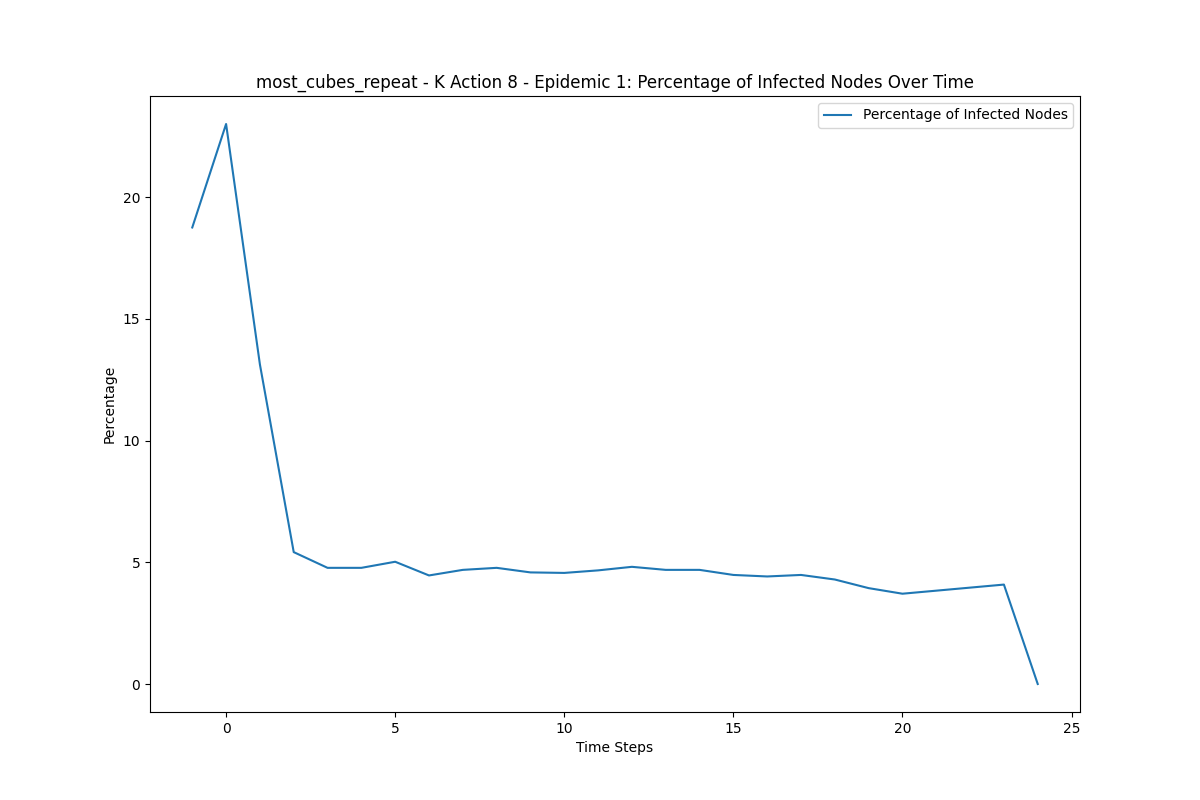 most_cubes_repeat - K Action 8 - Epidemic 1: Percentage of Infected Nodes Over Time
Percentage of Infected Nodes
20
15
10
5
0
Percentage
0 5 10 15 20 25
Time Steps